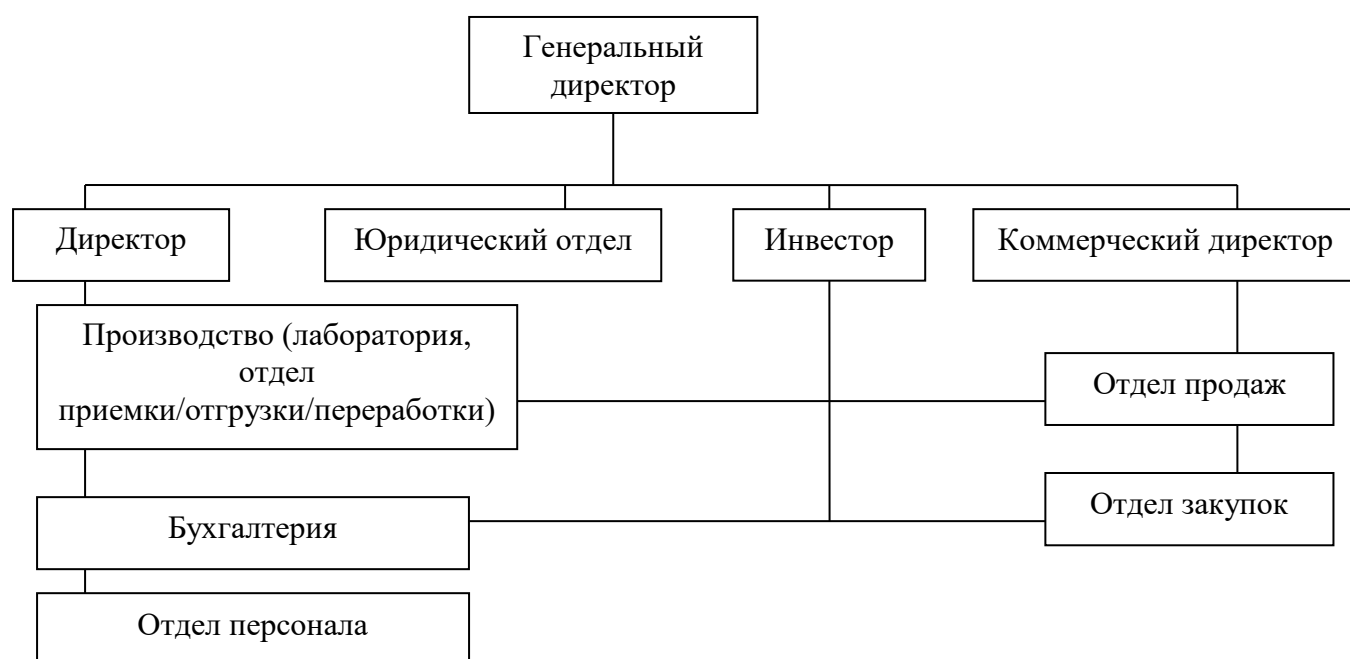 Генеральный
директор
Директор
Юридический отдел
Инвестор
Коммерческий директор
Производство (лаборатория,
отдел
приемки/отгрузки/переработки)
Отдел продаж
Отдел закупок
Бухгалтерия
Отдел персонала